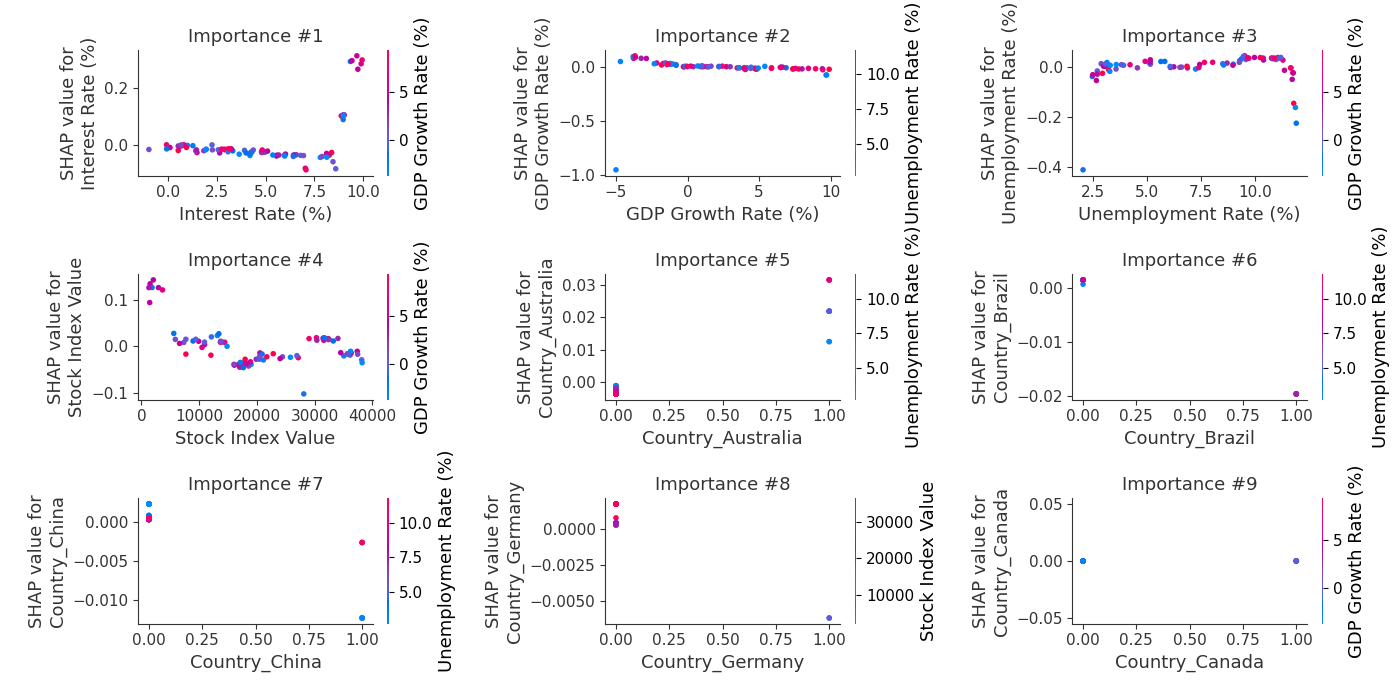 Importance #1
SHAP value for
Interest Rate (%)
0.2
0.0
0.0
2.5
5.0
7.5
10.0
Interest Rate (%)
5
0
GDP Growth Rate (%)
Importance #2
SHAP value for
GDP Growth Rate (%)
0.0
−0.5
−1.0
−5
0
5
10
GDP Growth Rate (%)
10.0
7.5
5.0
Unemployment Rate (%)
Importance #3
SHAP value for
Unemployment Rate (%)
0.0
−0.2
−0.4
2.5
5.0
7.5
10.0
Unemployment Rate (%)
5
0
GDP Growth Rate (%)
Importance #4
SHAP value for
Stock Index Value
0.1
0.0
−0.1
0
10000
20000
30000
40000
Stock Index Value
5
0
GDP Growth Rate (%)
Importance #5
SHAP value for
Country_Australia
0.03
0.02
0.01
0.00
0.00
0.25
0.50
0.75
1.00
Country_Australia
10.0
7.5
5.0
Unemployment Rate (%)
Importance #6
SHAP value for
Country_Brazil
0.00
−0.01
−0.02
0.00
0.25
0.50
0.75
1.00
Country_Brazil
10.0
7.5
5.0
Unemployment Rate (%)
Importance #7
SHAP value for
Country_China
0.000
−0.005
−0.010
0.00
0.25
0.50
0.75
1.00
Country_China
10.0
7.5
5.0
Unemployment Rate (%)
Importance #8
SHAP value for
Country_Germany
0.0000
−0.0025
−0.0050
0.00
0.25
0.50
0.75
1.00
Country_Germany
30000
20000
10000
Stock Index Value
Importance #9
SHAP value for
Country_Canada
0.05
0.00
−0.05
0.00
0.25
0.50
0.75
1.00
Country_Canada
5
0
GDP Growth Rate (%)